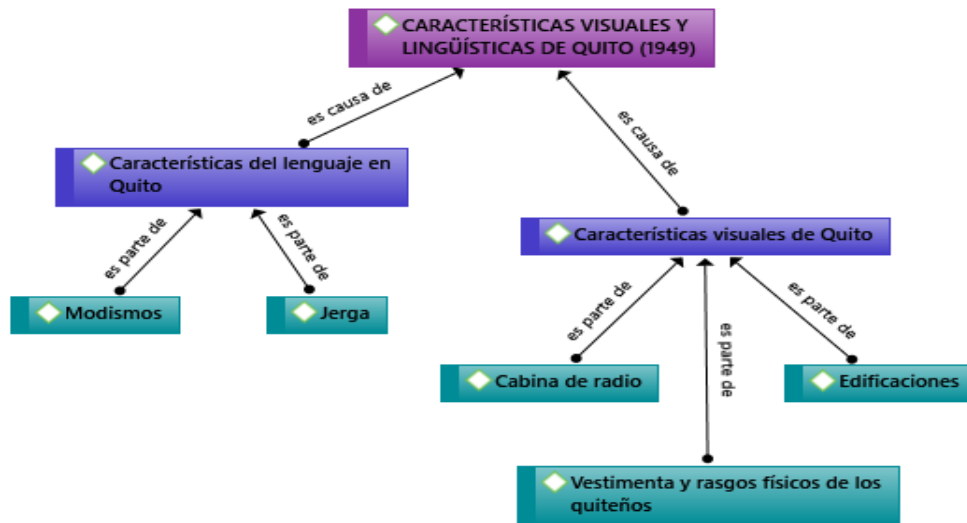 CARACTERÍSTICAS VISUALES Y
LINGÜÍSTICAS DE QUITO (1949)
es causa de
es causa de
Características del lenguaje en
Quito
Características visuales de Quito
es parte de
es parte de
Modismos
Jerga
es parte de
es parte de
es parte de
Cabina de radio
Edificaciones
Vestimenta y rasgos físicos de los
quiteños